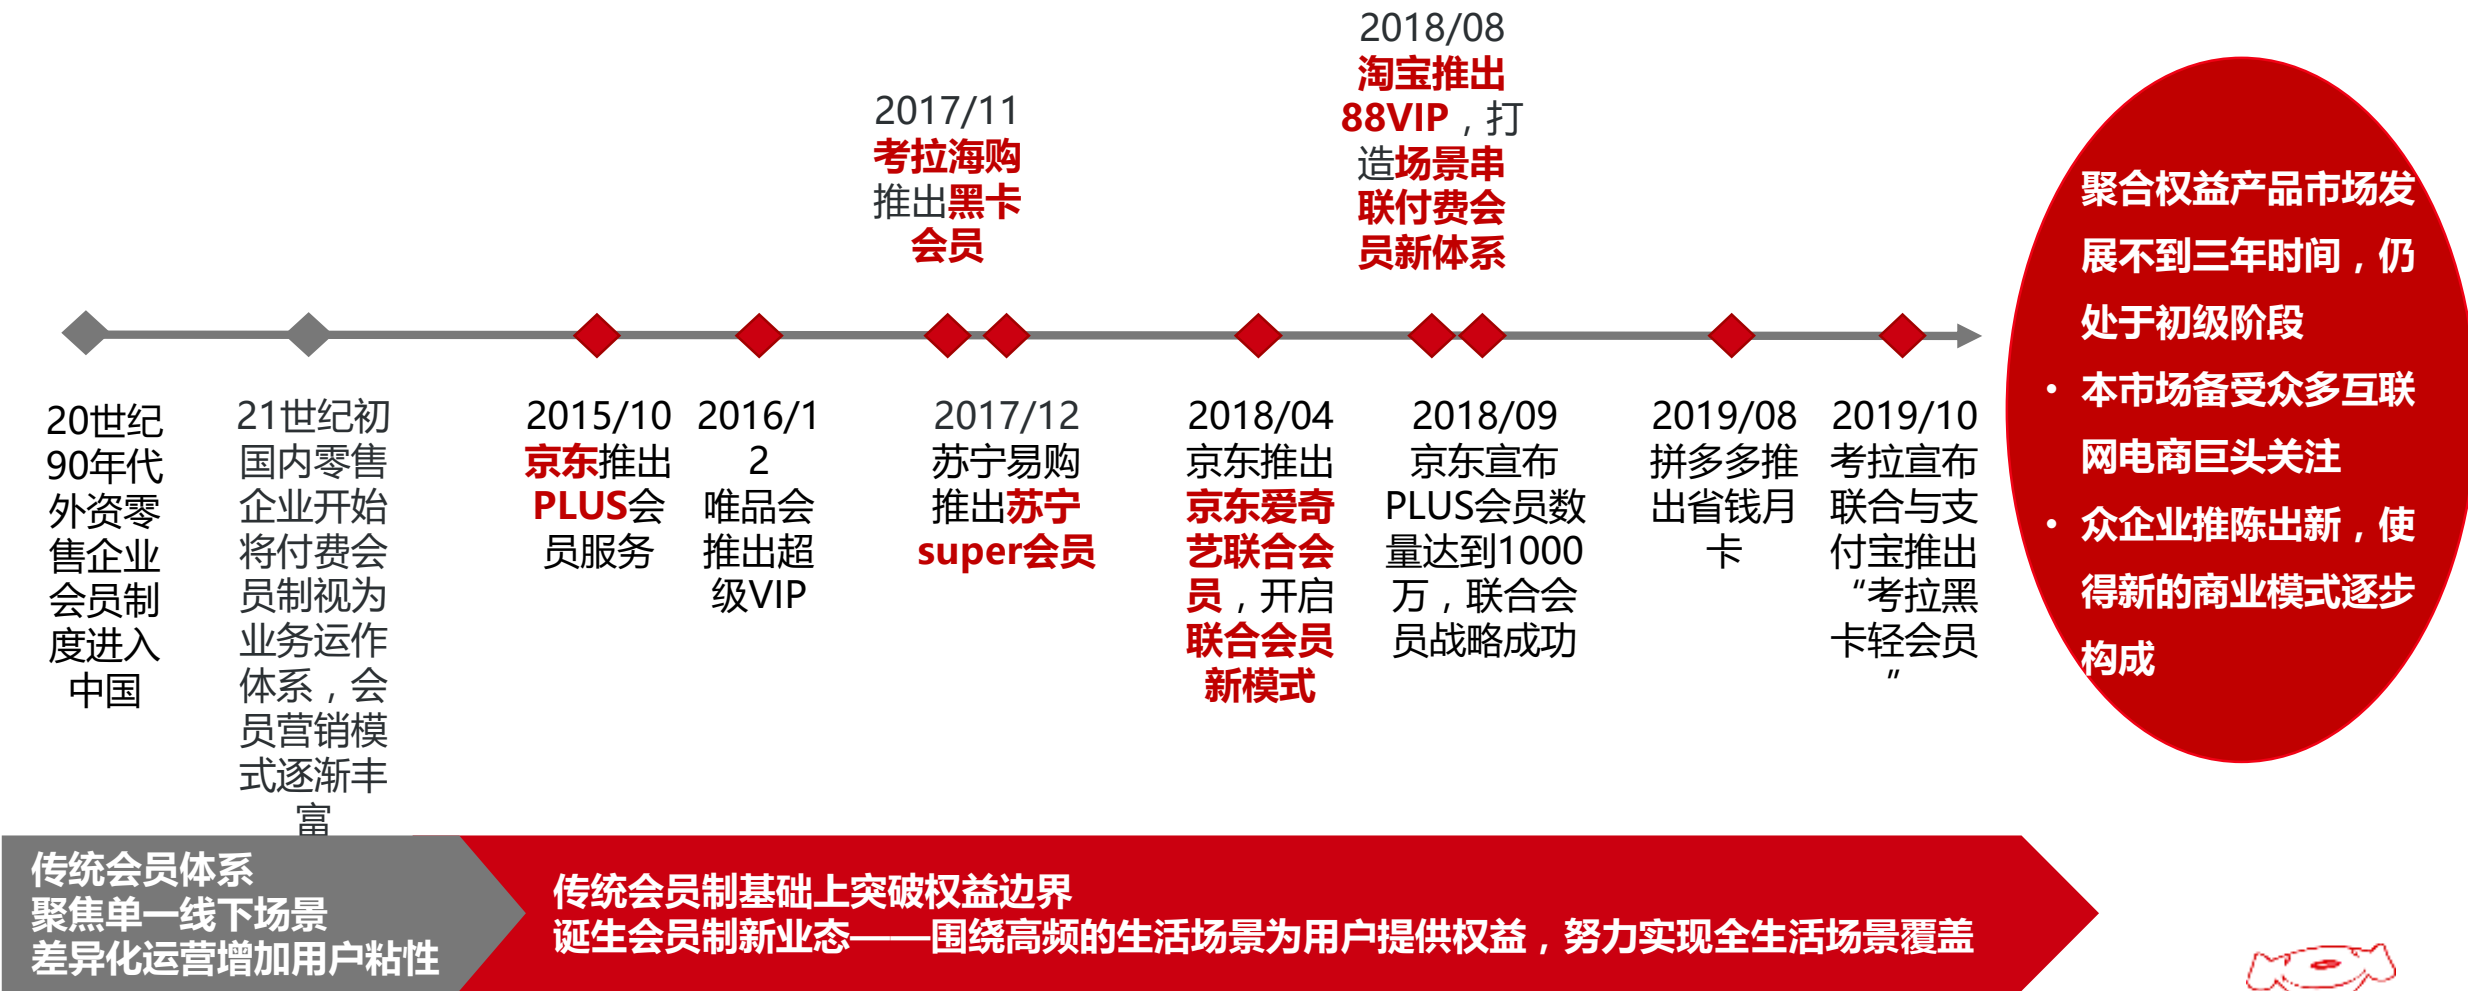 2018/08
淘宝推出
88VIP，打
造场景串
联付费会
员新体系
2017/11
考拉海购
推出黑卡
会员
20世纪
90年代
外资零
售企业
会员制
度进入
中国
21世纪初
国内零售
企业开始
将付费会
员制视为
业务运作
体系，会
员营销模
式逐渐丰
富
2015/10
京东推出
PLUS会
员服务
2016/1
2
唯品会
推出超
级VIP
2017/12
苏宁易购
推出苏宁
super会员
2018/04
京东推出
京东爱奇
艺联合会
员，开启
联合会员
新模式
2018/09
京东宣布
PLUS会员数
量达到1000
万，联合会
员战略成功
2019/08
拼多多推
出省钱月
卡
2019/10
考拉宣布
联合与支
付宝推出
“考拉黑
卡轻会员
”
聚合权益产品市场发
展不到三年时间，仍
处于初级阶段
• 本市场备受众多互联
网电商巨头关注
• 众企业推陈出新，使
得新的商业模式逐步
构成
传统会员体系
聚焦单一线下场景
差异化运营增加用户粘性
传统会员制基础上突破权益边界
诞生会员制新业态——围绕高频的生活场景为用户提供权益，努力实现全生活场景覆盖